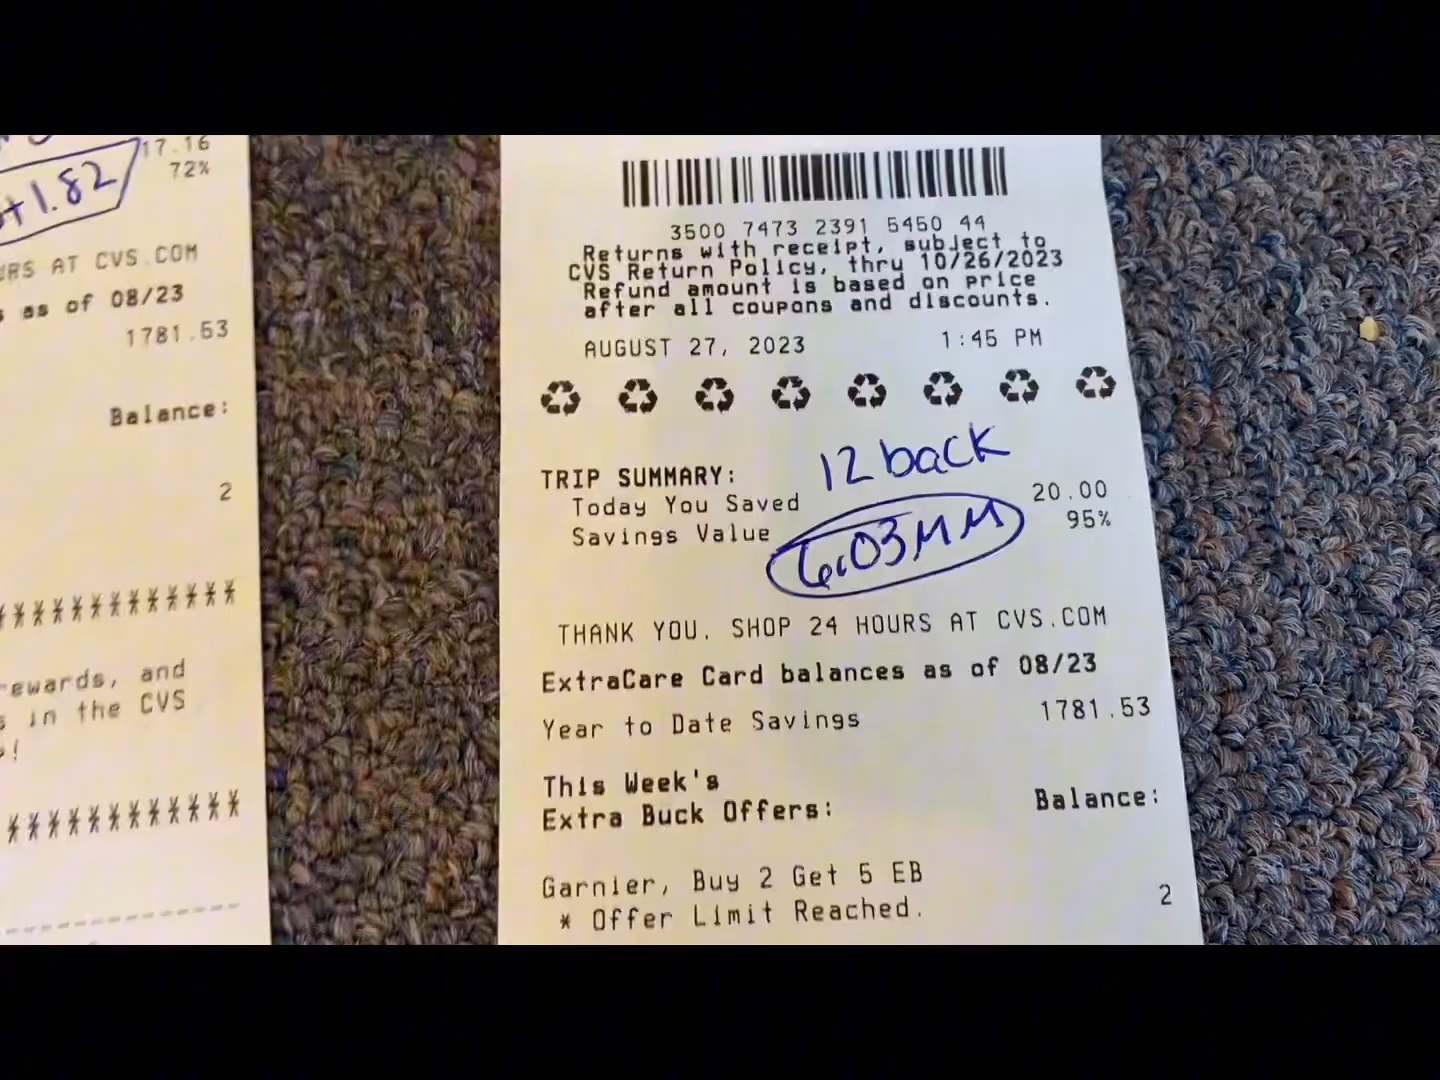 17.16
72%
1.82
URS AT CVS.COM
as of 08/23
1781.53
Balance:
2
************
rewards, and
s in the CVS
***********
3500 7473 2391 5450 44
Returns with receipt, subject to
CVS Return Policy, thru 10/26/2023
Refund amount is based on price
after all coupons and discounts.
AUGUST 27, 2023 1:45 PM
12 back
TRIP SUMMARY:
Today You Saved 20.00
Savings Value 95%
6.03MM
THANK YOU. SHOP 24 HOURS AT CVS.COM
ExtraCare Card balances as of 08/23
Year to Date Savings 1781.53
This Week's
Extra Buck Offers: Balance:
Garnier, Buy 2 Get 5 EB
* Offer Limit Reached. 2